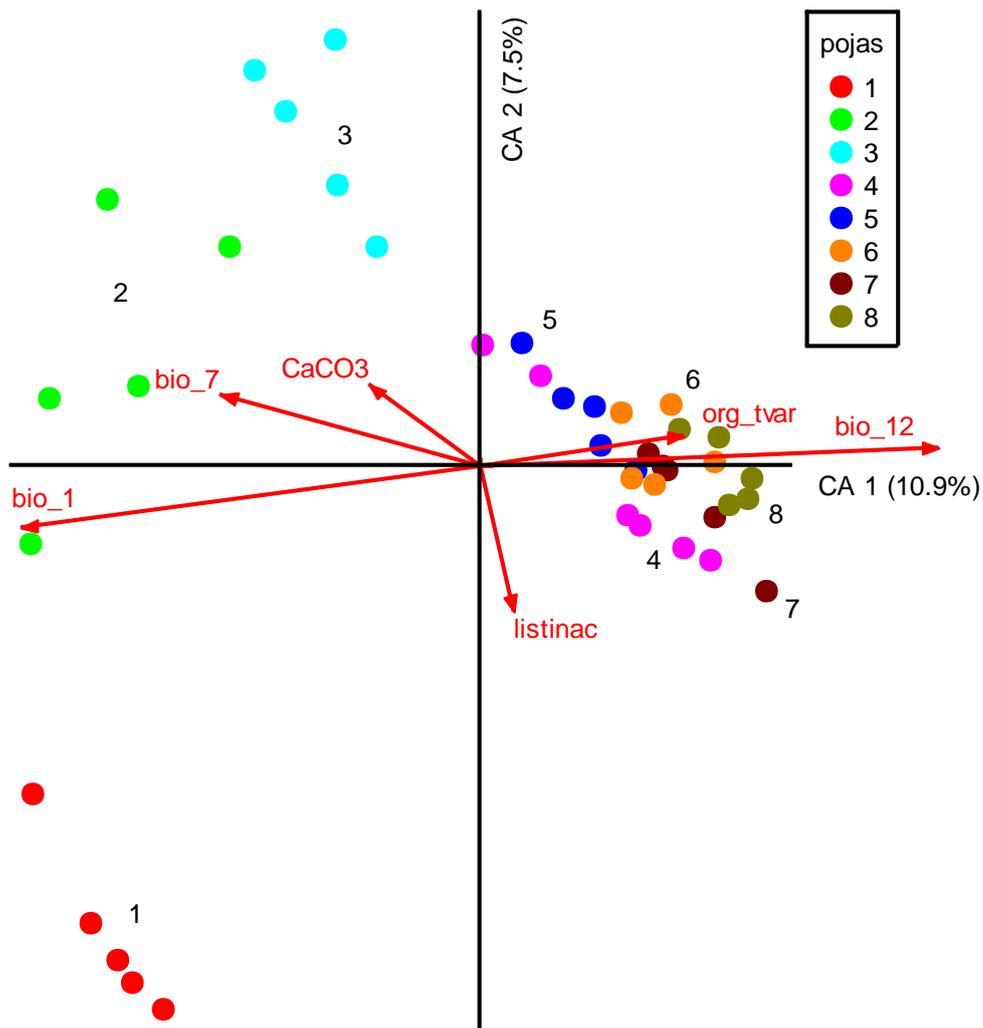 CA 2 (7.5%)
pojas
1
2
3
4
5
6
7
8
3
2
5
CaCO3
bio_7
6
org_tvar
bio_12
CA 1 (10.9%)
bio_1
8
4
7
listinac
1